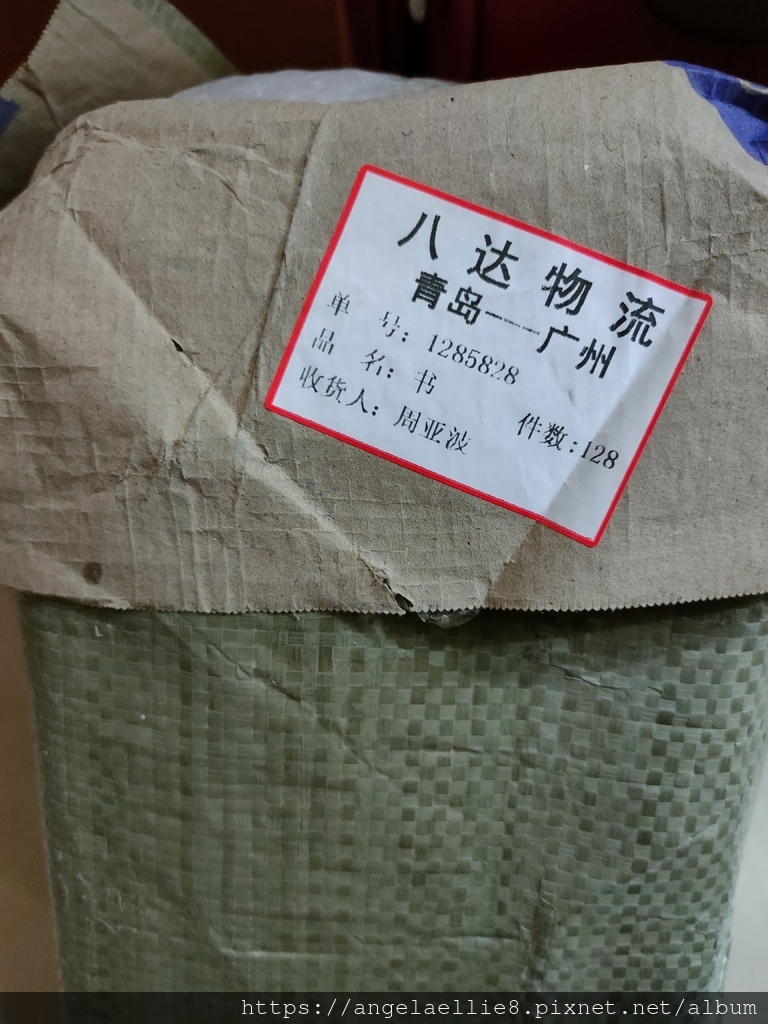 八达物流
青岛——广州
单 号：1285828
品 名：书 件数：128
收货人：周亚波
https://angelaellie8.pixnet.net/album